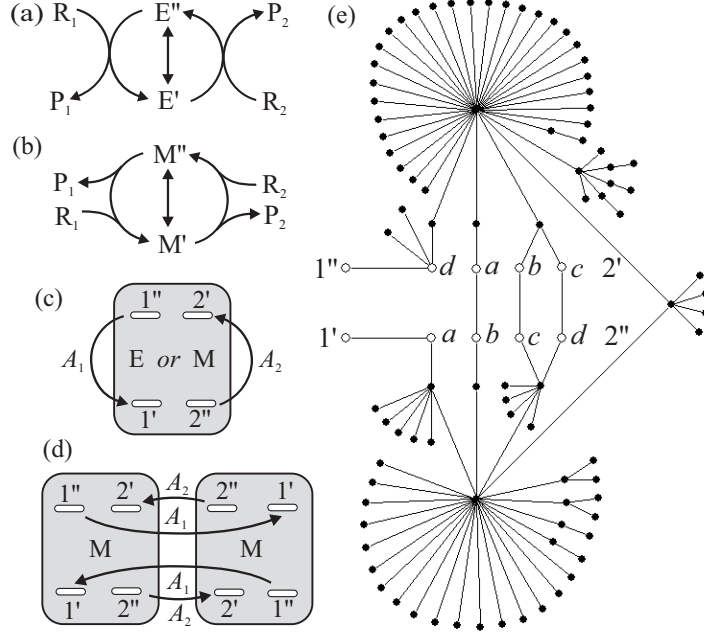 (a) R₁ E" P₂
P₁ E' R₂
(b) M"
P₁ R₂
R₁ P₂
M'
(c) 1" 2'
A₁ E or M A₂
1' 2"
(d) 1" 2' A₂ 2" 1'
A₁
M M
A₁
1' 2" A₂ 2' 1"
(e)
1" d a b c 2'
1' a b c d 2"